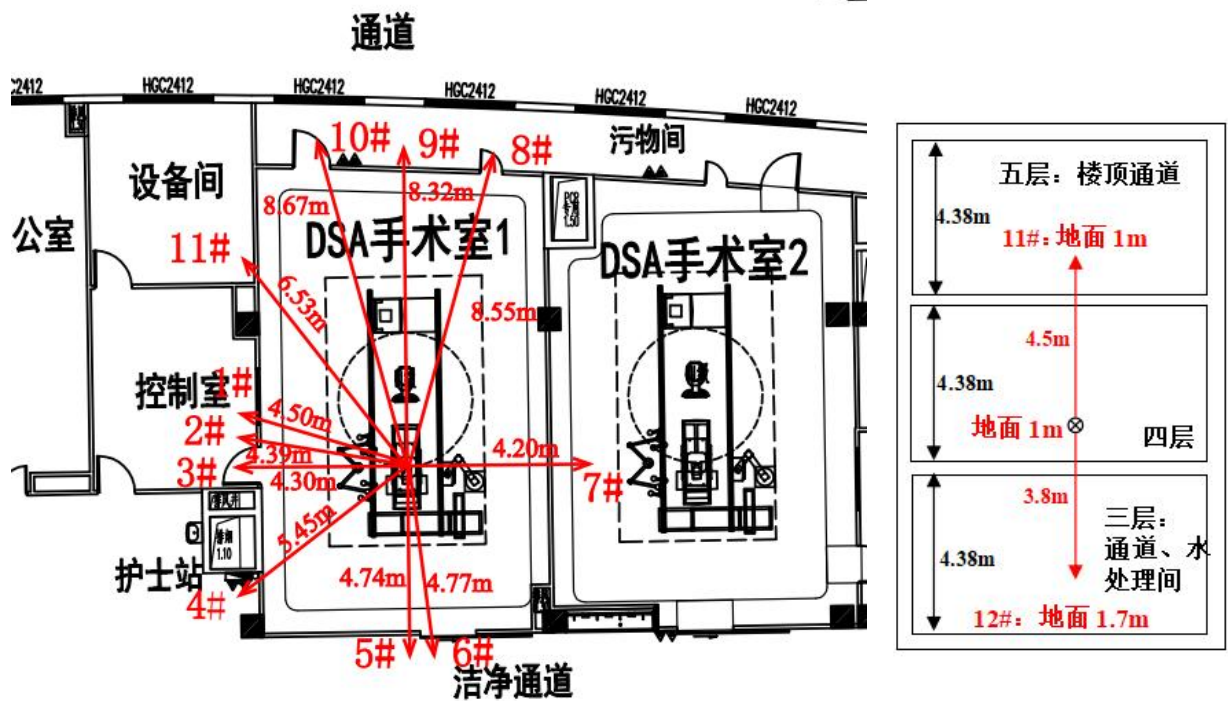 通道
C2412
HGC2412
HGC2412
HGC2412
HGC2412
HGC2412
10#
9#
8#
污物间
设备间
公室
8.67m
8.32m
DSA手术室1
DSA手术室2
11#
6.53m
8.55m
控制室
1#
4.50m
2#
4.39m
3#
4.30m
4.20m
7#
5.45m
1.10
护士站
4#
4.74m
4.77m
5#
6#
洁净通道
五层：楼顶通道
4.38m
11#：地面 1m
4.5m
4.38m
地面 1m
四层
3.8m
三层：
通道、水
处理间
4.38m
12#：地面 1.7m